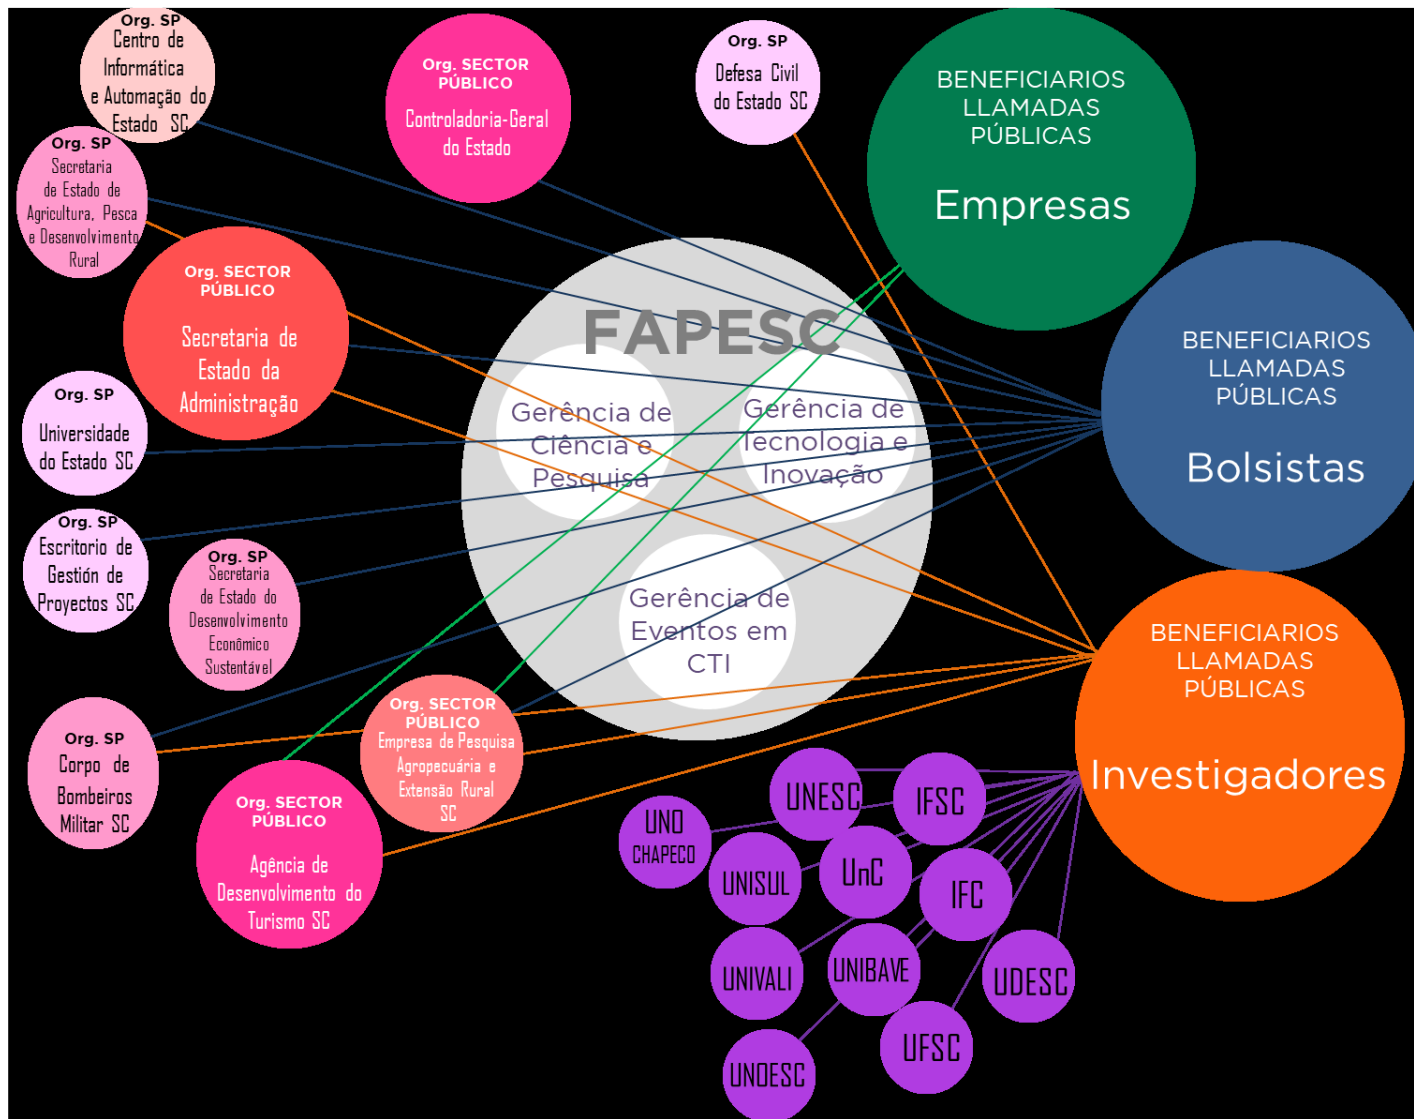 Org. SP
Centro de
Informática
e Automação do
Estado SC
Org. SECTOR
PÚBLICO
Controladoria-Geral
do Estado
Org. SP
Defesa Civil
do Estado SC
BENEFICIARIOS
LLAMADAS
PÚBLICAS
Empresas
Org. SP
Secretaria
de Estado de
Agricultura, Pesca
e Desenvolvimento
Rural
Org. SECTOR
PÚBLICO
Secretaria de
Estado da
Administração
FAPESC
Gerência de
Ciência e
Pesquisa
Gerência de
Tecnologia e
Inovação
Gerência de
Eventos em
CTI
BENEFICIARIOS
LLAMADAS
PÚBLICAS
Bolsistas
Org. SP
Universidade
do Estado SC
Org. SP
Escritorio de
Gestión de
Proyectos SC
Org. SP
Secretaria
de Estado do
Desenvolvimento
Econômico
Sustentável
BENEFICIARIOS
LLAMADAS
PÚBLICAS
Investigadores
Org. SP
Corpo de
Bombeiros
Militar SC
Org. SECTOR
PÚBLICO
Empresa de Pesquisa
Agropecuária e
Extensão Rural
SC
Org. SECTOR
PÚBLICO
Agência de
Desenvolvimento do
Turismo SC
UNESC
IFSC
UNO
CHAPECO
UNISUL
UnC
IFC
UNIVALI
UNIBAVE
UDESC
UNOESC
UFSC